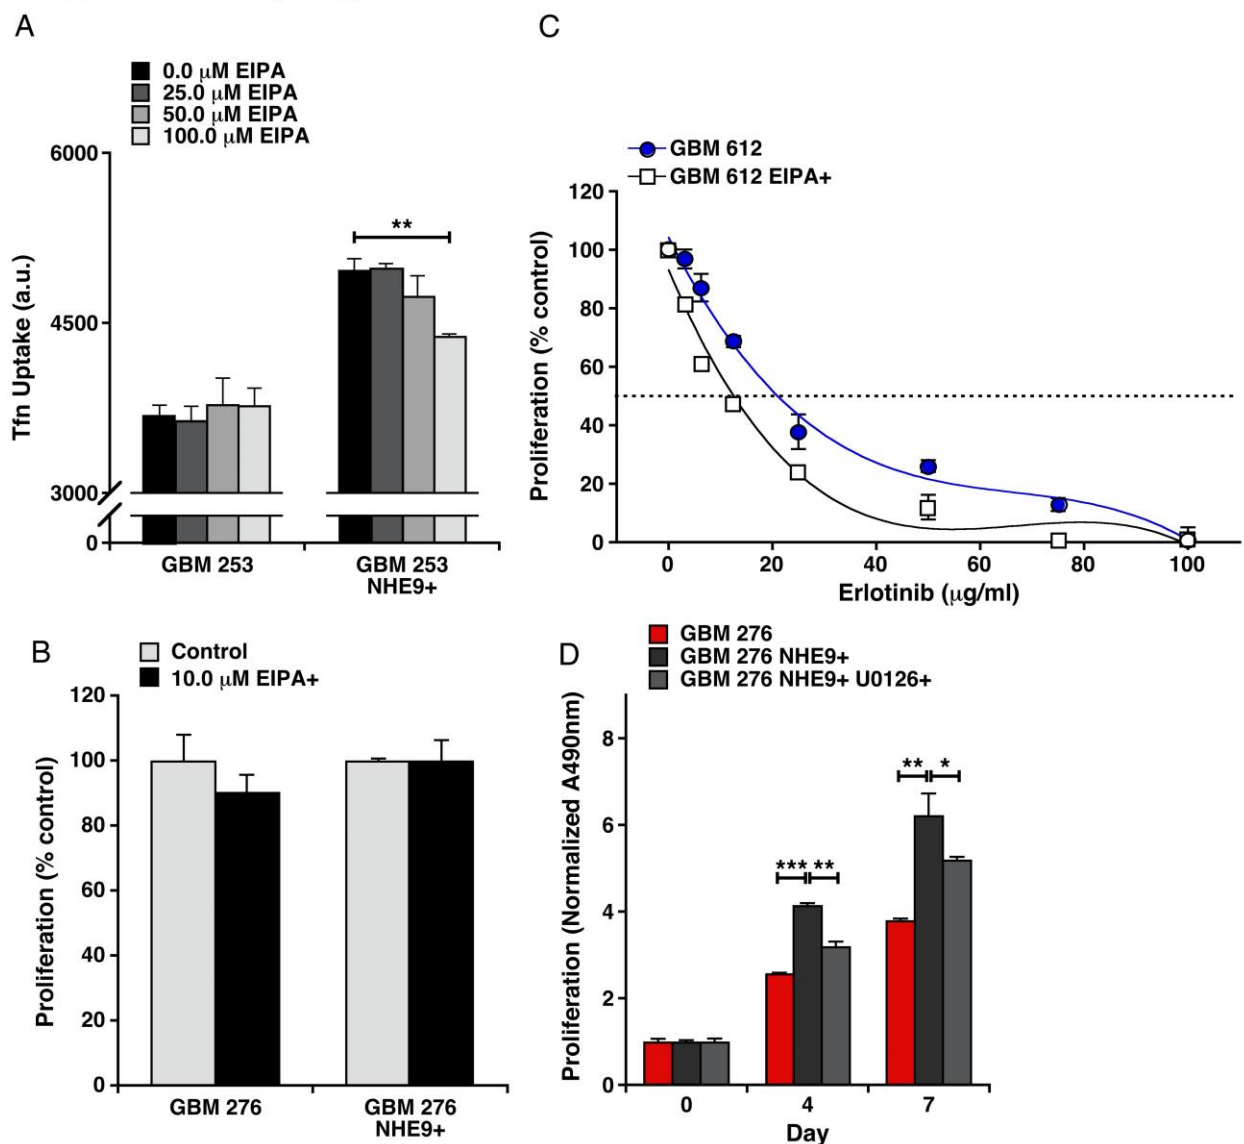 A
0.0 μM EIPA
25.0 μM EIPA
50.0 μM EIPA
100.0 μM EIPA
6000
4500
3000
0
Tfn Uptake (a.u.)
**
GBM 253
GBM 253
NHE9+
C
GBM 612
GBM 612 EIPA+
120
100
80
60
40
20
0
Proliferation (% control)
0 20 40 60 80 100
Erlotinib (μg/ml)
B
Control
10.0 μM EIPA+
120
100
80
60
40
20
0
Proliferation (% control)
GBM 276
GBM 276
NHE9+
D
GBM 276
GBM 276 NHE9+
GBM 276 NHE9+ U0126+
8
6
4
2
0
Proliferation (Normalized A490nm)
*** **
** *
0 4 7
Day